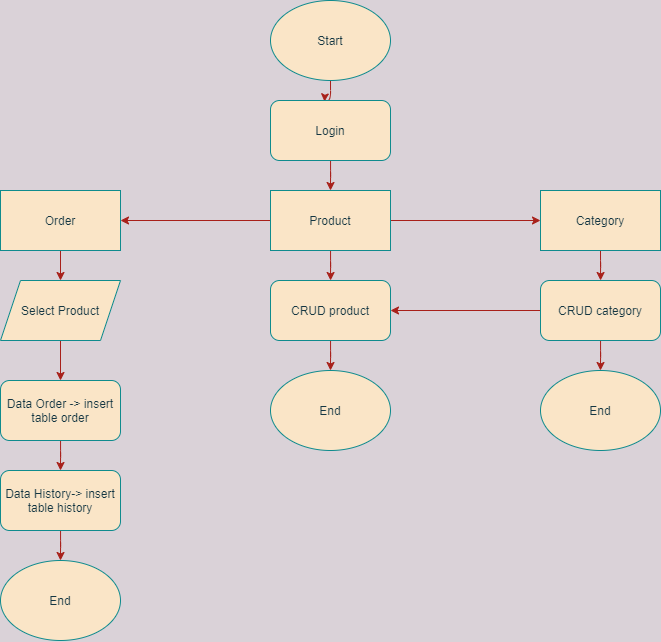 Start
Login
Order
Product
Category
Select Product
CRUD product
CRUD category
Data Order -> insert
table order
End
End
Data History-> insert
table history
End